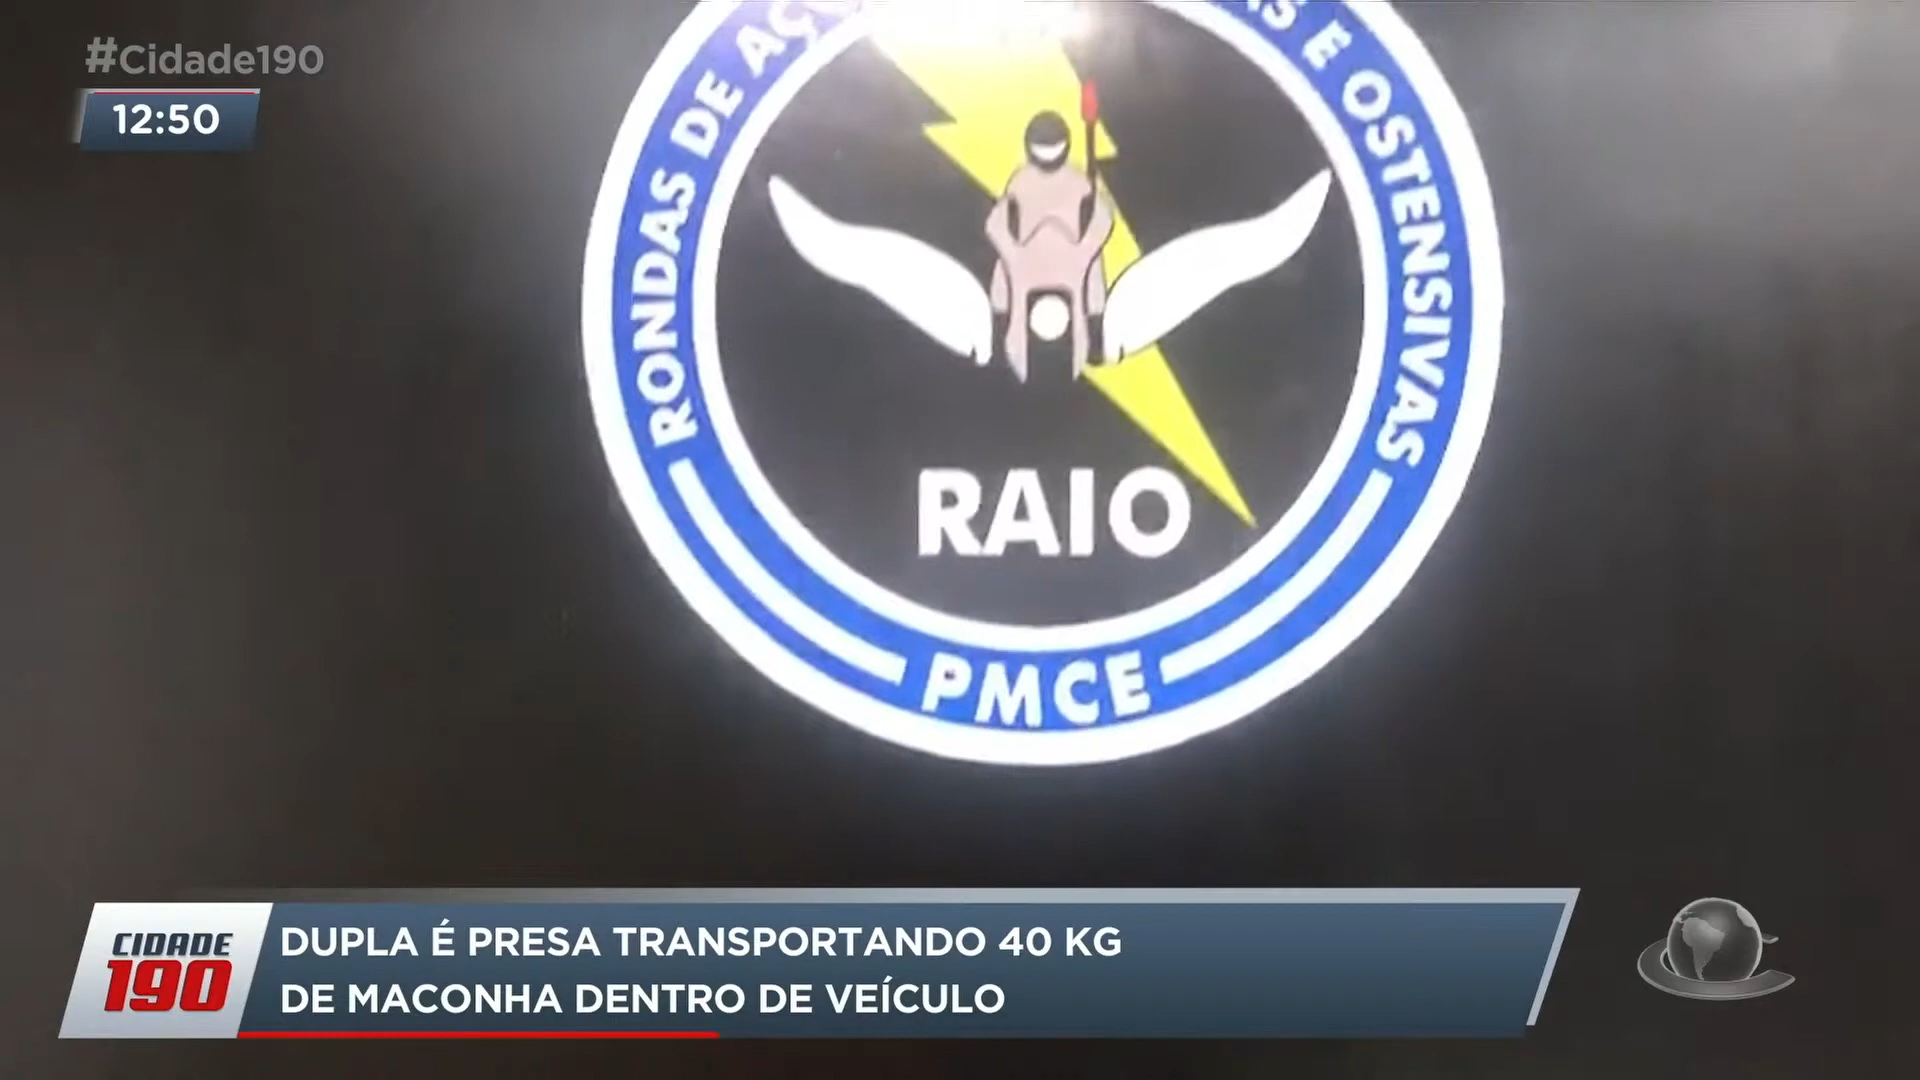 #Cidade190
12:50
RONDAS DE
E OSTENSIVAS
RAIO
PMCE
CIDADE
190
DUPLA É PRESA TRANSPORTANDO 40 KG
DE MACONHA DENTRO DE VEÍCULO